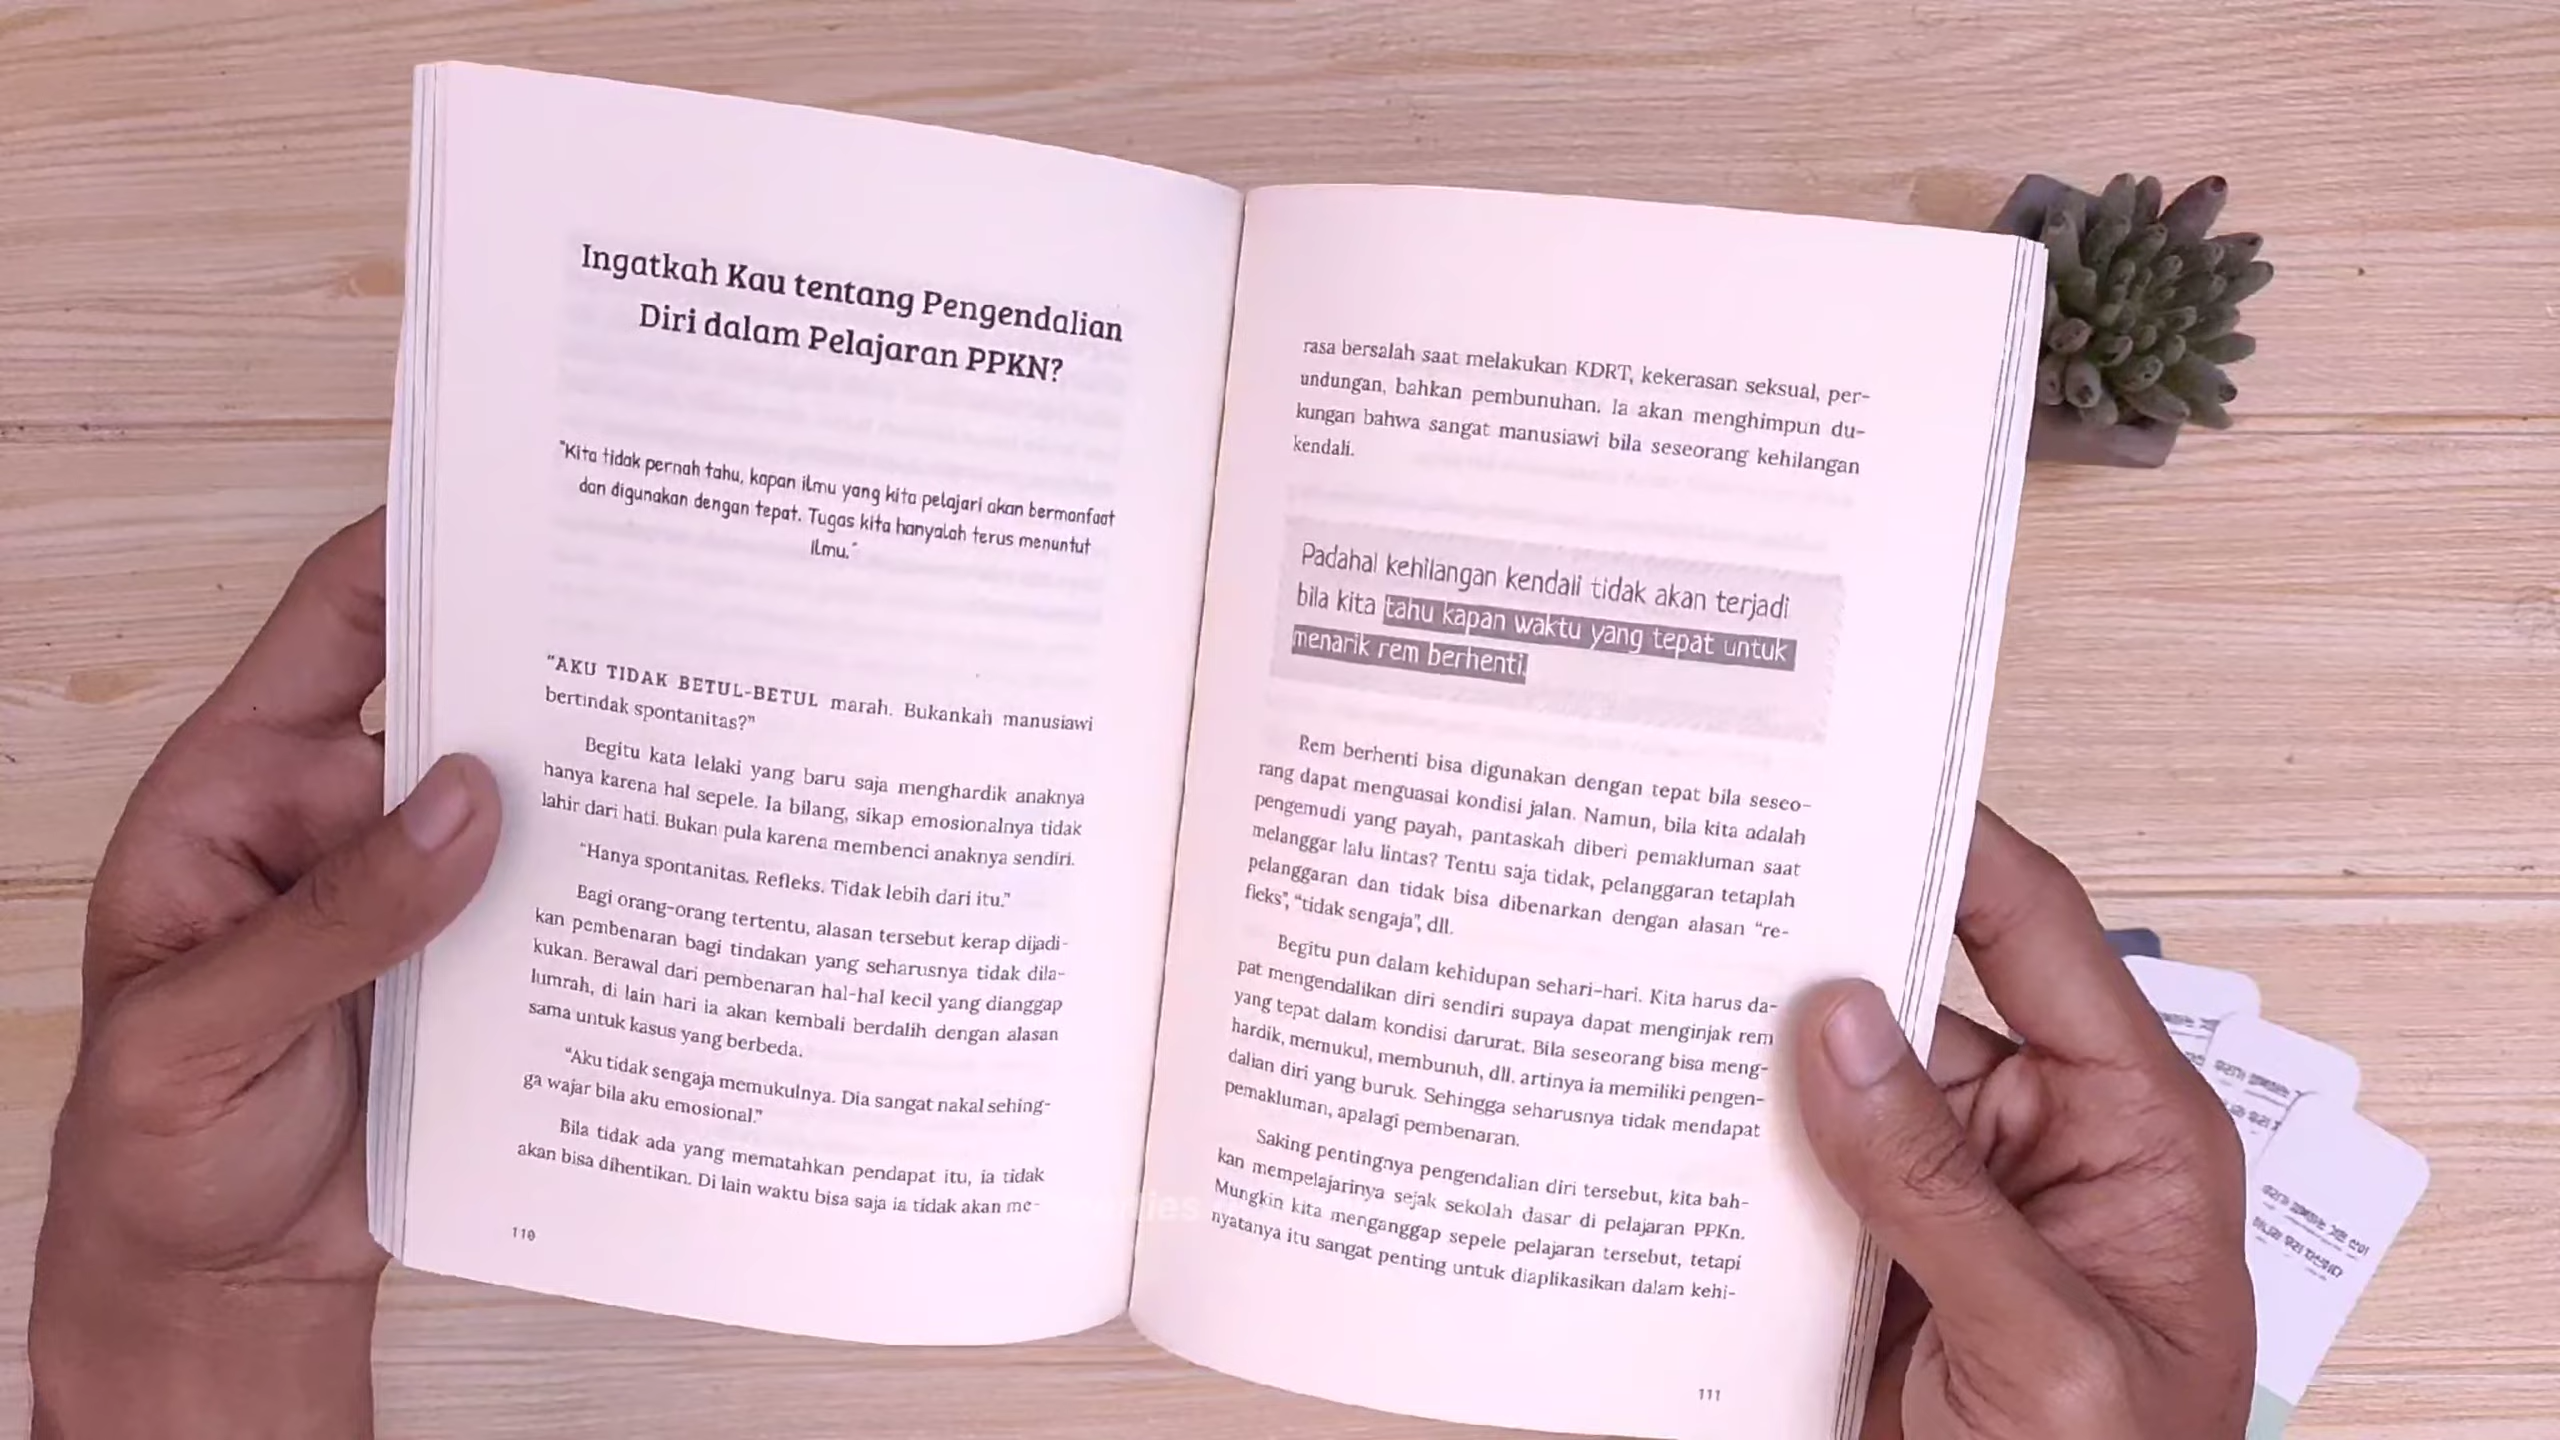 Ingatkah Kau tentang Pengendalian
Diri dalam Pelajaran PPKN?
"Kita tidak pernah tahu, kapan ilmu yang kita pelajari akan bermanfaat
dan digunakan dengan tepat. Tugas kita hanyalah terus menuntut
ilmu."
"AKU TIDAK BETUL-BETUL marah. Bukankah manusiawi
bertindak spontanitas?"
Begitu kata lelaki yang baru saja menghardik anaknya
hanya karena hal sepele. Ia bilang, sikap emosionalnya tidak
lahir dari hati. Bukan pula karena membenci anaknya sendiri.
"Hanya spontanitas. Refleks. Tidak lebih dari itu."
Bagi orang-orang tertentu, alasan tersebut kerap dijadi-
kan pembenaran bagi tindakan yang seharusnya tidak dila-
kukan. Berawal dari pembenaran hal-hal kecil yang dianggap
lumrah, di lain hari ia akan kembali berdalih dengan alasan
sama untuk kasus yang berbeda.
"Aku tidak sengaja memukulnya. Dia sangat nakal sehing-
ga wajar bila aku emosional."
Bila tidak ada yang mematahkan pendapat itu, ia tidak
akan bisa dihentikan. Di lain waktu bisa saja ia tidak akan me-
110
rasa bersalah saat melakukan KDRT, kekerasan seksual, per-
undungan, bahkan pembunuhan. Ia akan menghimpun du-
kungan bahwa sangat manusiawi bila seseorang kehilangan
kendali.
Padahal kehilangan kendali tidak akan terjadi
bila kita tahu kapan waktu yang tepat untuk
menarik rem berhenti.
Rem berhenti bisa digunakan dengan tepat bila seseo-
rang dapat menguasai kondisi jalan. Namun, bila kita adalah
pengemudi yang payah, pantaskah diberi pemakluman saat
melanggar lalu lintas? Tentu saja tidak, pelanggaran tetaplah
pelanggaran dan tidak bisa dibenarkan dengan alasan "re-
fleks", "tidak sengaja", dll.
Begitu pun dalam kehidupan sehari-hari. Kita harus da-
pat mengendalikan diri sendiri supaya dapat menginjak rem
yang tepat dalam kondisi darurat. Bila seseorang bisa meng-
hardik, memukul, membunuh, dll. artinya ia memiliki pengen-
dalian diri yang buruk. Sehingga seharusnya tidak mendapat
pemakluman, apalagi pembenaran.
Saking pentingnya pengendalian diri tersebut, kita bah-
kan mempelajarinya sejak sekolah dasar di pelajaran PPKn.
Mungkin kita menganggap sepele pelajaran tersebut, tetapi
nyatanya itu sangat penting untuk diaplikasikan dalam kehi-
111